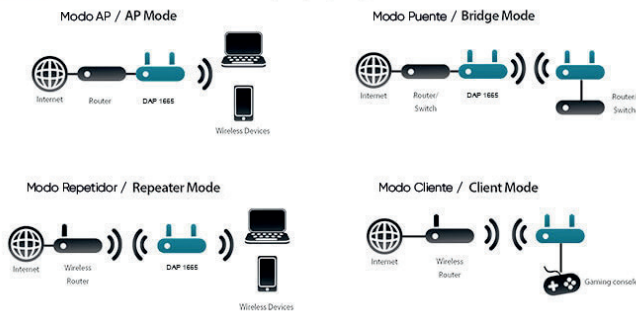 Modo AP / AP Mode
Internet
Router
DAP 1665
Wireless Devices
Modo Puente / Bridge Mode
Internet
Router/
Switch
DAP 1665
Router/
Switch
Modo Repetidor / Repeater Mode
Internet
Wireless
Router
DAP 1665
Wireless Devices
Modo Cliente / Client Mode
Internet
Wireless
Router
Gaming console